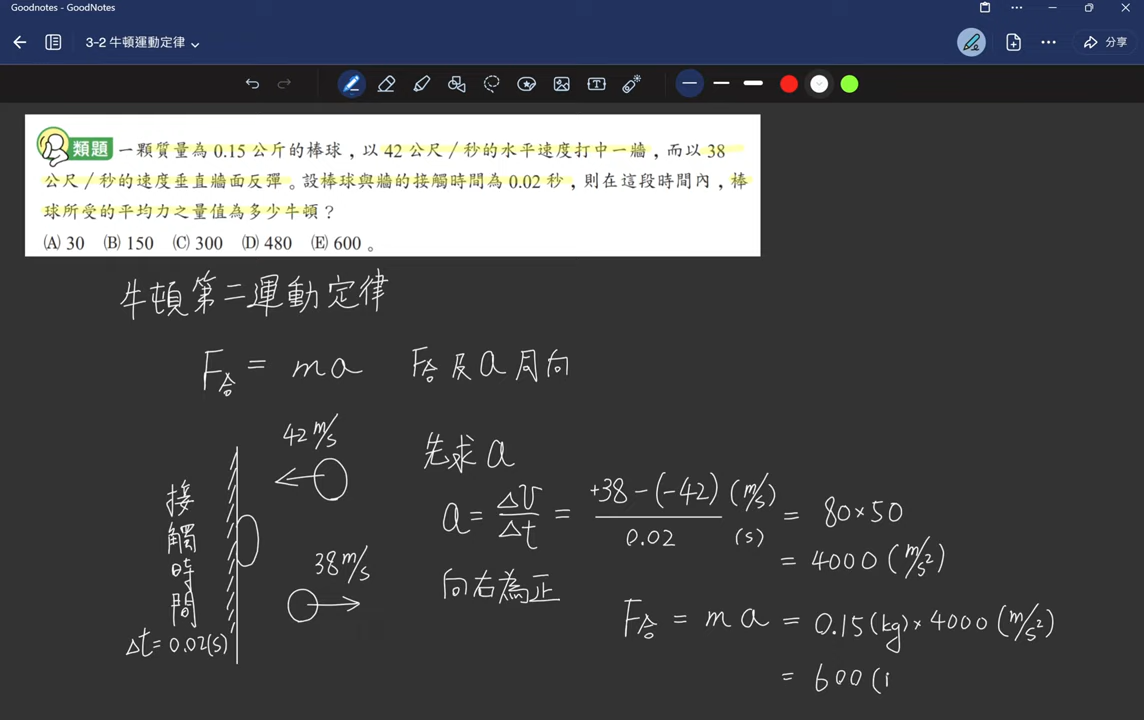 Goodnotes - GoodNotes
3-2 牛頓運動定律
分享
類題 一顆質量為 0.15 公斤的棒球，以 42 公尺／秒的水平速度打中一牆，而以 38
公尺／秒的速度垂直牆面反彈。設棒球與牆的接觸時間為 0.02 秒，則在這段時間內，棒
球所受的平均力之量值為多少牛頓？
(A) 30 (B) 150 (C) 300 (D) 480 (E) 600 。
牛頓第二運動定律
F合 = ma F合及a同向
42 m/s
先求a
a = Δv/Δt = +38-(-42) (m/s) / 0.02 (s) = 80×50
= 4000 (m/s²)
接觸時間
Δt = 0.02(s)
38 m/s
向右為正
F合 = ma = 0.15(kg)×4000(m/s²)
= 600(